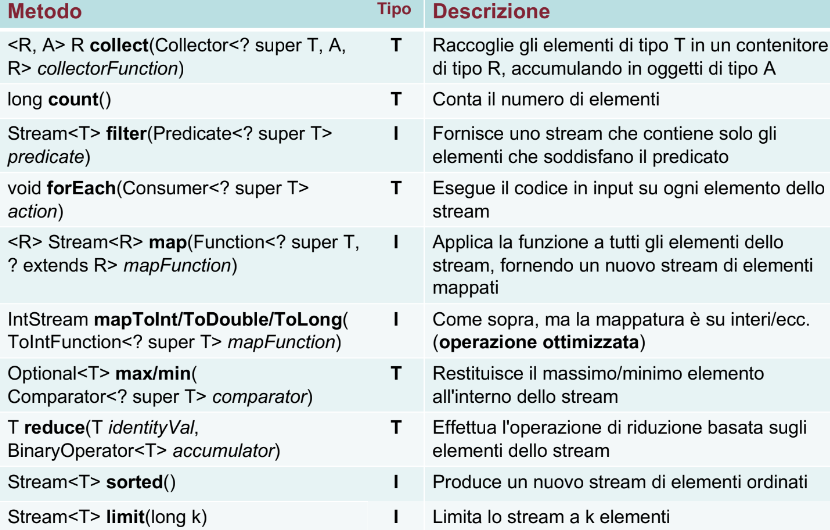 Metodo Tipo Descrizione
<R, A> R collect(Collector<? super T, A, T Raccoglie gli elementi di tipo T in un contenitore
R> collectorFunction) di tipo R, accumulando in oggetti di tipo A
long count() T Conta il numero di elementi
Stream<T> filter(Predicate<? super T> I Fornisce uno stream che contiene solo gli
predicate) elementi che soddisfano il predicato
void forEach(Consumer<? super T> T Esegue il codice in input su ogni elemento dello
action) stream
<R> Stream<R> map(Function<? super T, I Applica la funzione a tutti gli elementi dello
? extends R> mapFunction) stream, fornendo un nuovo stream di elementi
mappati
IntStream mapToInt/ToDouble/ToLong( I Come sopra, ma la mappatura è su interi/ecc.
ToIntFunction<? super T> mapFunction) (operazione ottimizzata)
Optional<T> max/min( T Restituisce il massimo/minimo elemento
Comparator<? super T> comparator) all'interno dello stream
T reduce(T identityVal, T Effettua l'operazione di riduzione basata sugli
BinaryOperator<T> accumulator) elementi dello stream
Stream<T> sorted() I Produce un nuovo stream di elementi ordinati
Stream<T> limit(long k) I Limita lo stream a k elementi